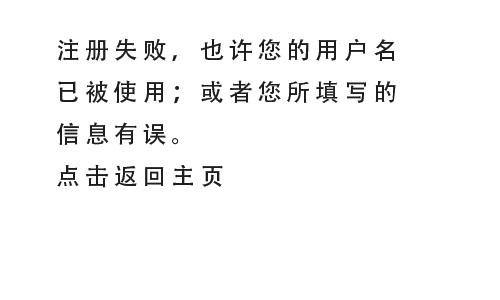 注册失败，也许您的用户名
已被使用；或者您所填写的
信息有误。
点击返回主页